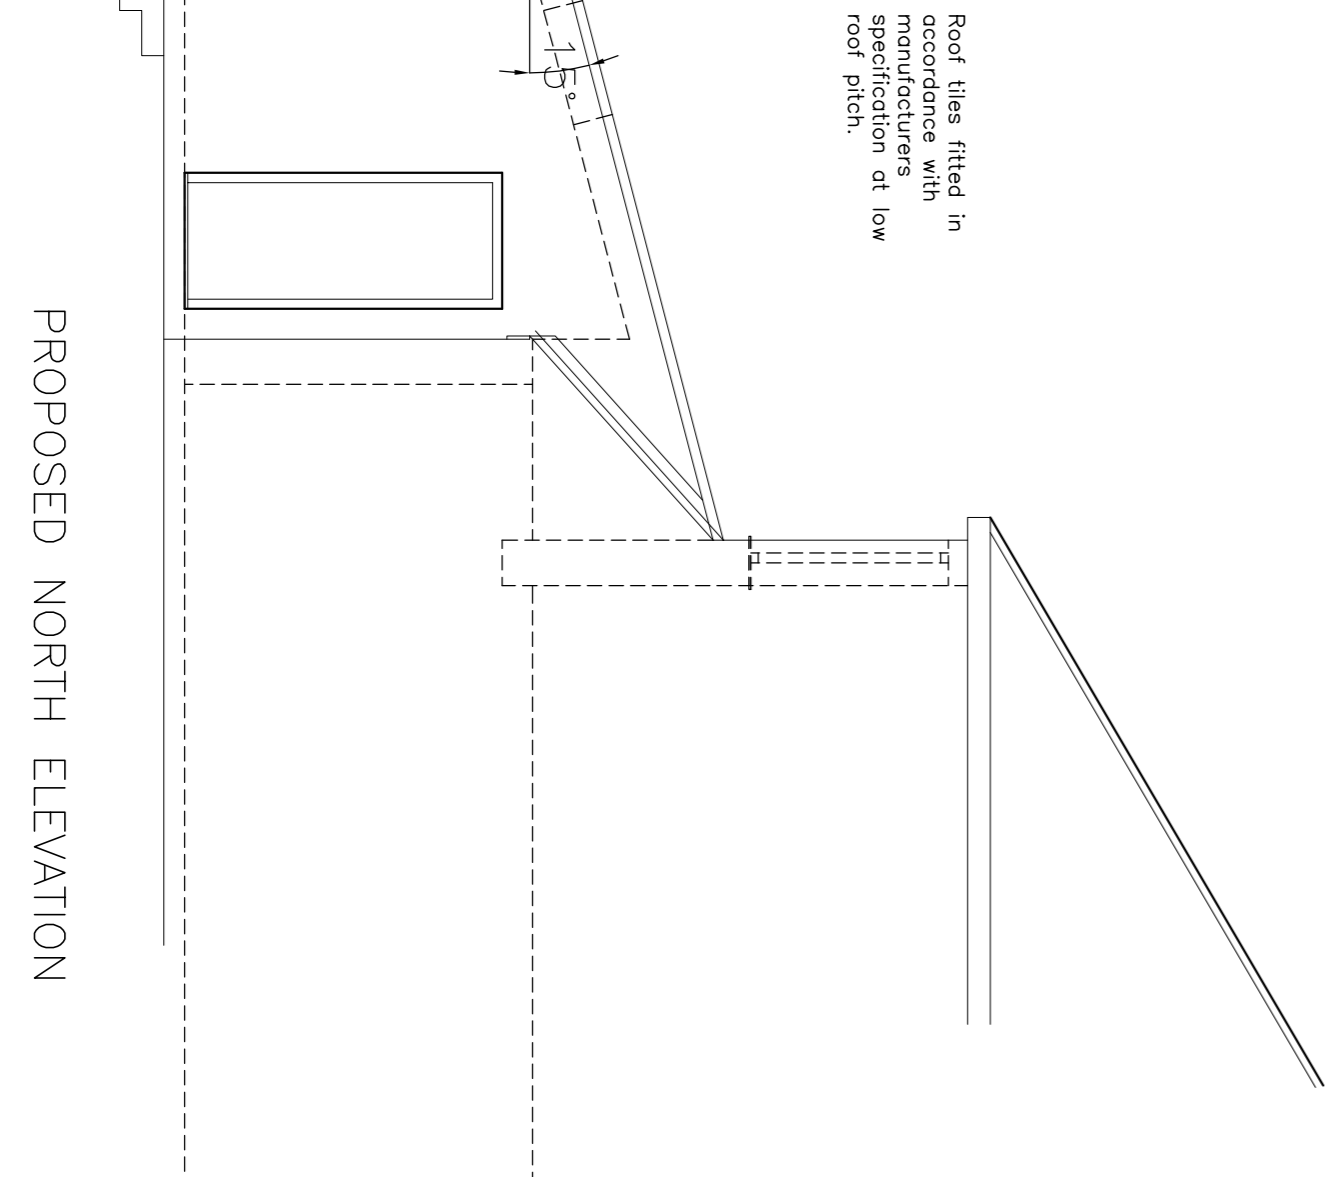 Roof tiles fitted in
accordance with
manufacturers
specification at low
roof pitch.
15°
PROPOSED NORTH ELEVATION